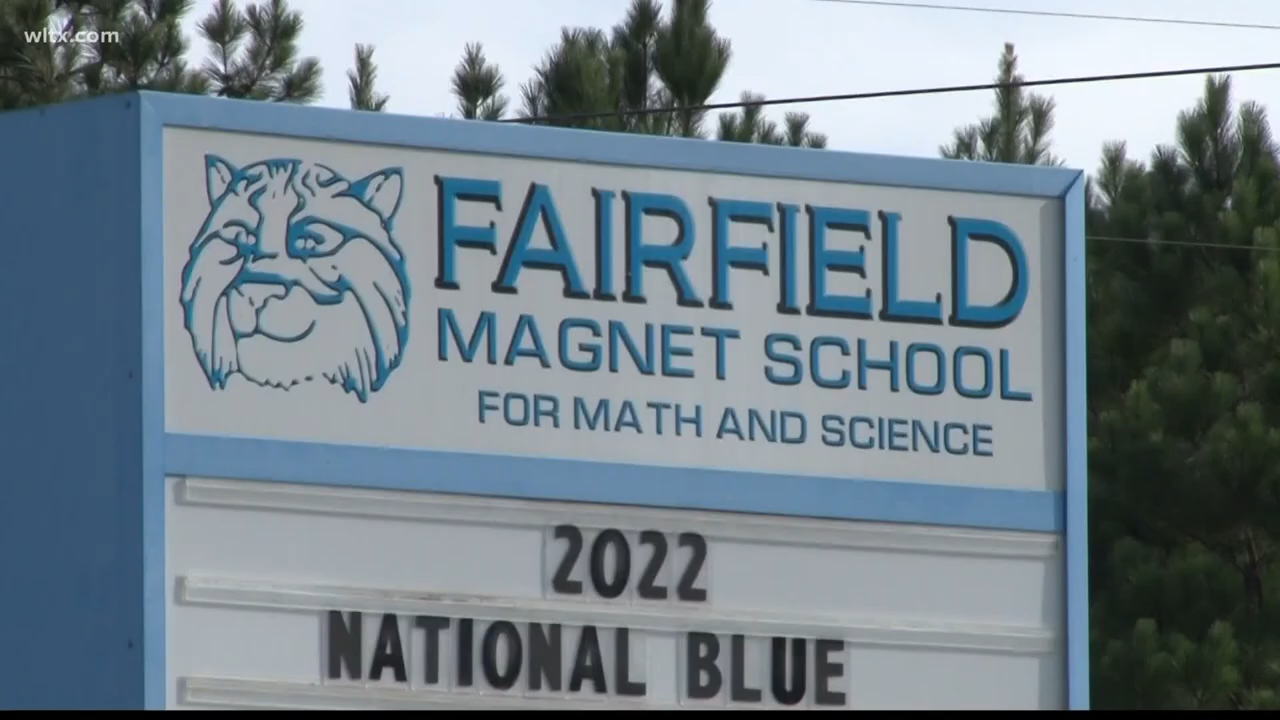 wltx.com
FAIRFIELD
MAGNET SCHOOL
FOR MATH AND SCIENCE
2022
NATIONAL BLUE